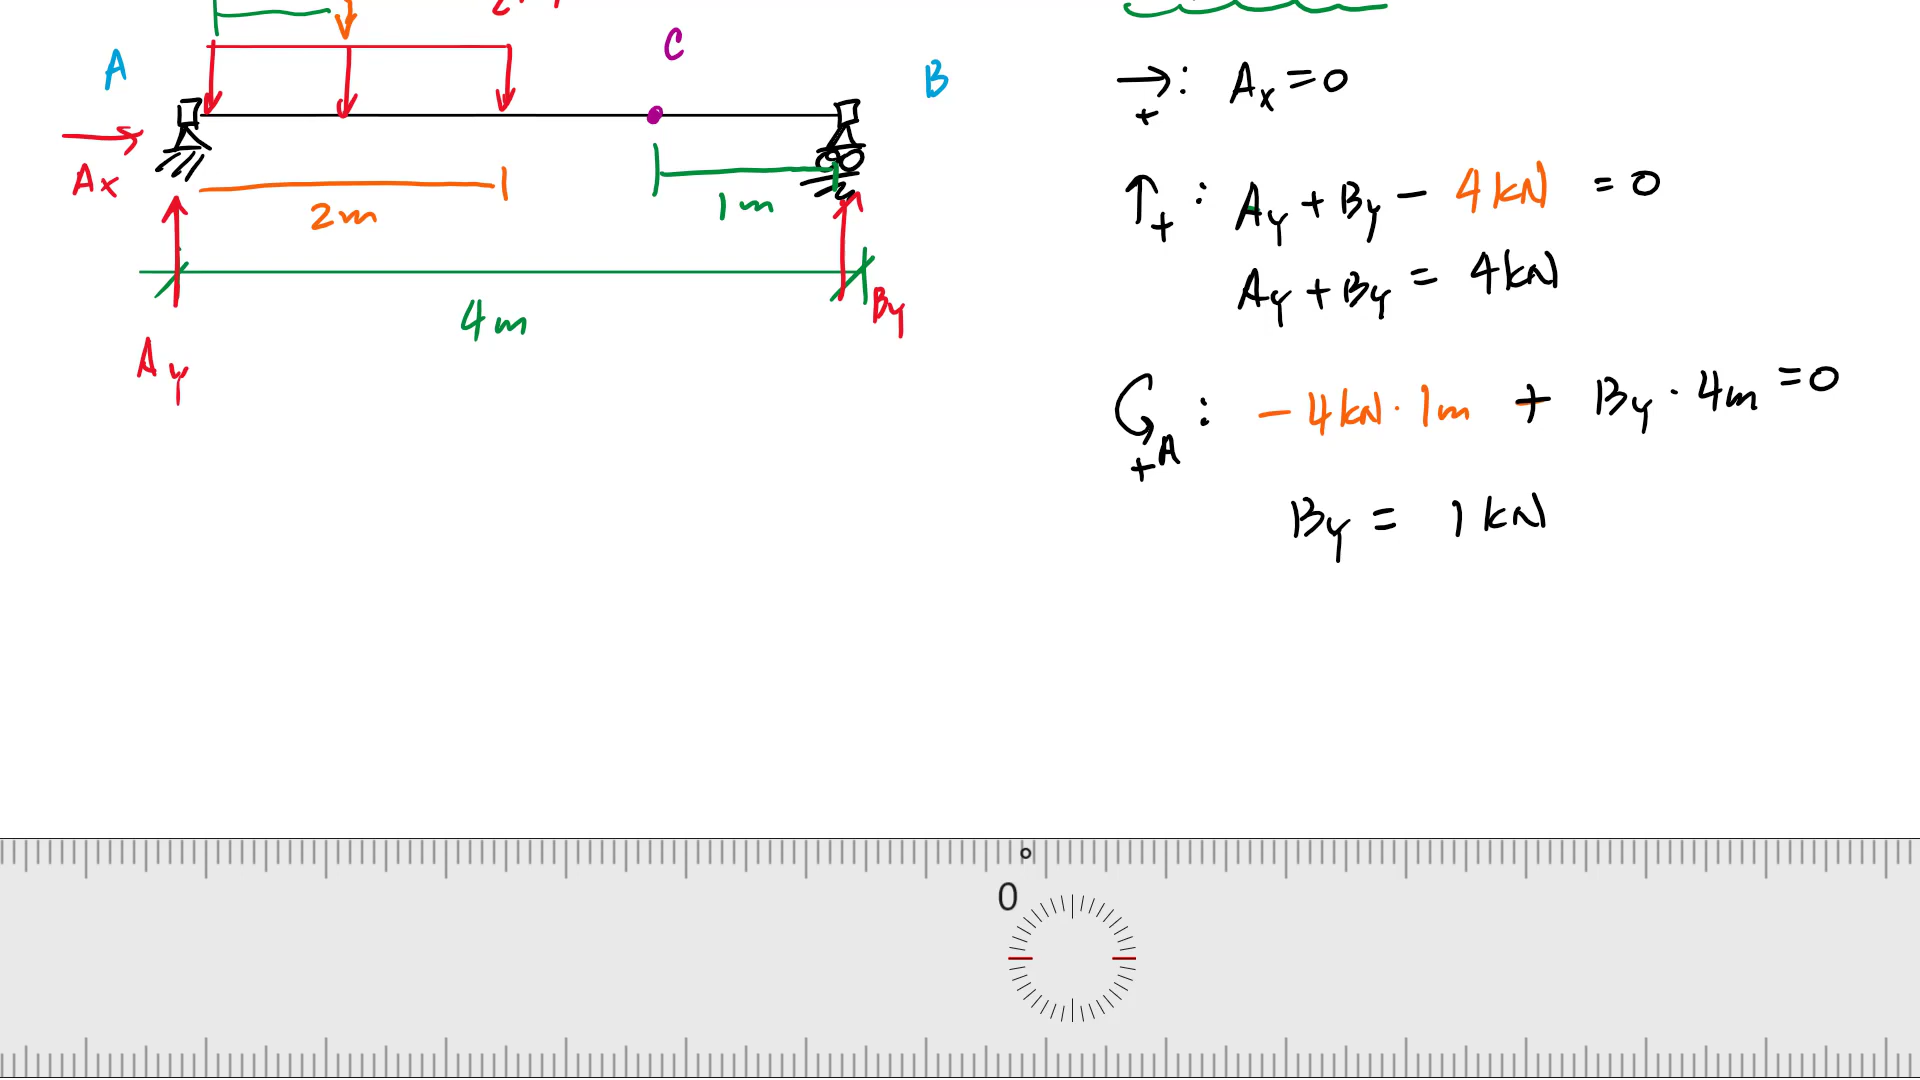 C
A
B
→+ : Ax = 0
Ax
2m
1m
↑+ : Ay + By − 4kN = 0
Ay + By = 4kN
By
4m
Ay
+A : − 4kN · 1m + By · 4m = 0
By = 1kN
0